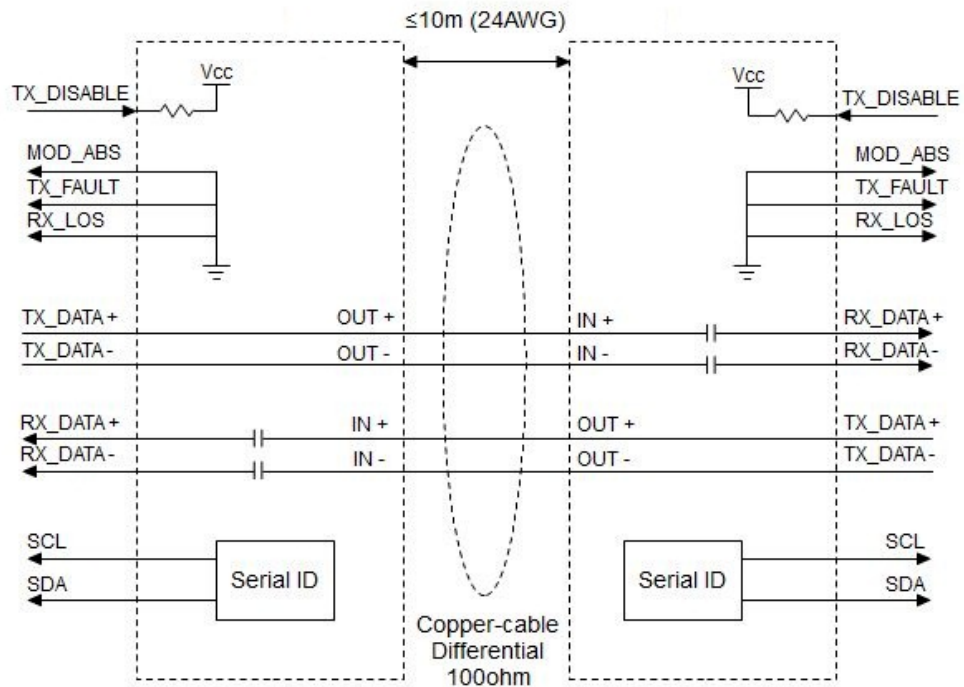 ≤10m (24AWG)
Vcc
Vcc
TX_DISABLE
TX_DISABLE
MOD_ABS
MOD_ABS
TX_FAULT
TX_FAULT
RX_LOS
RX_LOS
TX_DATA+ OUT + IN + RX_DATA+
TX_DATA- OUT - IN - RX_DATA-
RX_DATA+ IN + OUT + TX_DATA+
RX_DATA- IN - OUT - TX_DATA-
SCL
SCL
Serial ID
Serial ID
SDA
SDA
Copper-cable
Differential
100ohm